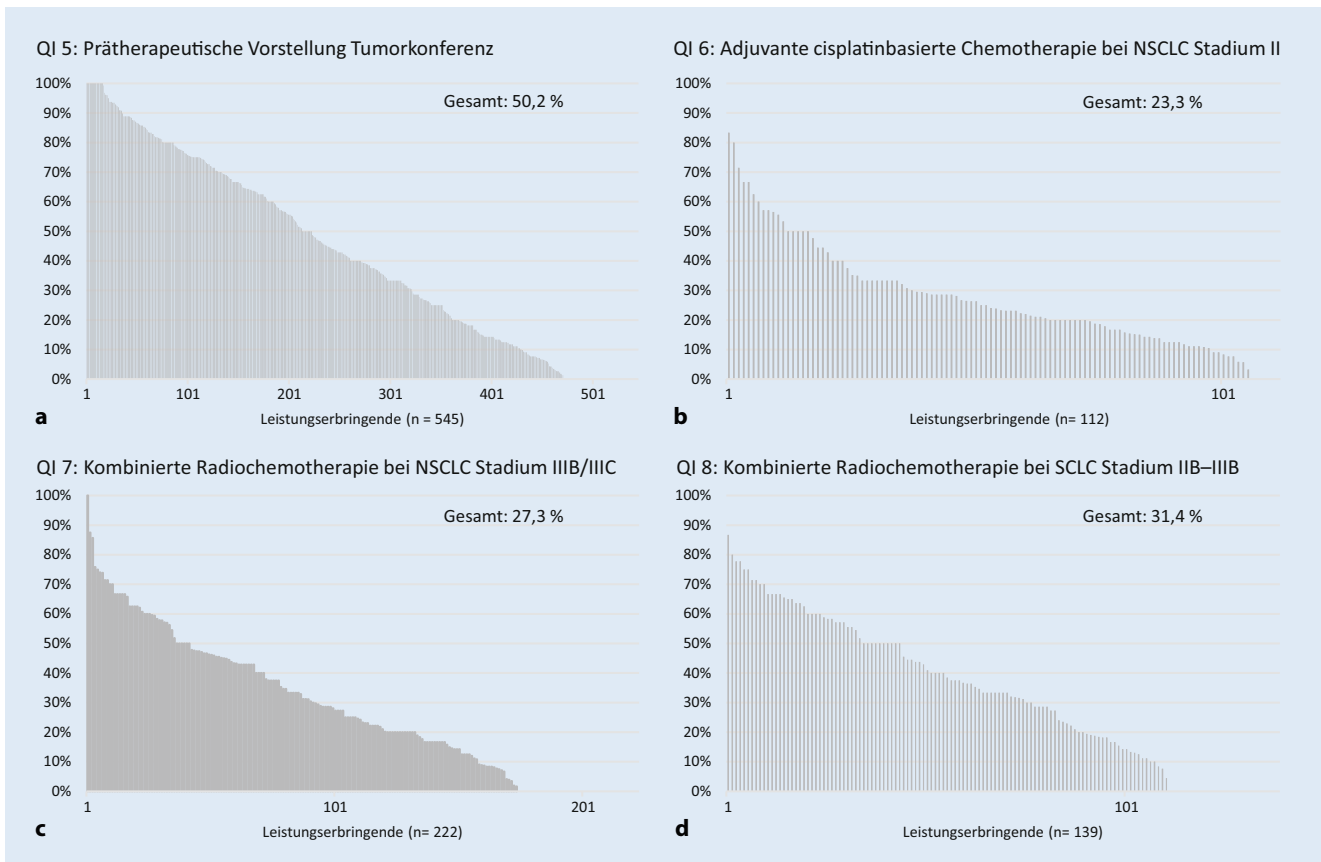 QI 5: Prätherapeutische Vorstellung Tumorkonferenz
Gesamt: 50,2 %
100%
90%
80%
70%
60%
50%
40%
30%
20%
10%
0%
1 101 201 301 401 501
Leistungserbringende (n = 545)
a
QI 6: Adjuvante cisplatinbasierte Chemotherapie bei NSCLC Stadium II
Gesamt: 23,3 %
100%
90%
80%
70%
60%
50%
40%
30%
20%
10%
0%
1 101
Leistungserbringende (n= 112)
b
QI 7: Kombinierte Radiochemotherapie bei NSCLC Stadium IIIB/IIIC
Gesamt: 27,3 %
100%
90%
80%
70%
60%
50%
40%
30%
20%
10%
0%
1 101 201
Leistungserbringende (n= 222)
c
QI 8: Kombinierte Radiochemotherapie bei SCLC Stadium IIB–IIIB
Gesamt: 31,4 %
100%
90%
80%
70%
60%
50%
40%
30%
20%
10%
0%
1 101
Leistungserbringende (n= 139)
d